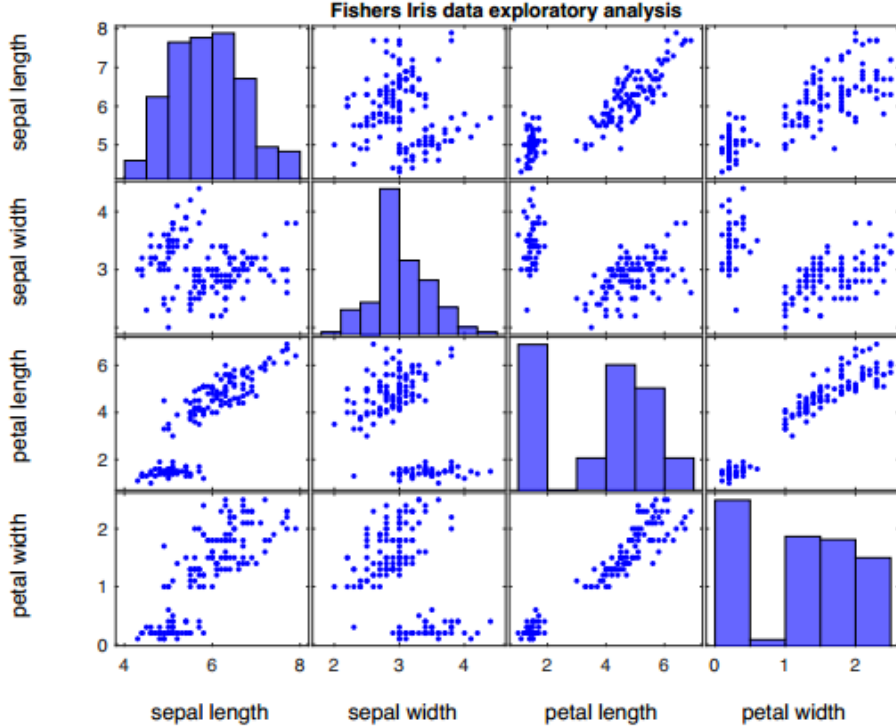 Fishers Iris data exploratory analysis
sepal length
8
7
6
5
sepal width
4
3
petal length
6
4
2
petal width
2
1
0
4 6 8 2 3 4 2 4 6 0 1 2
sepal length sepal width petal length petal width